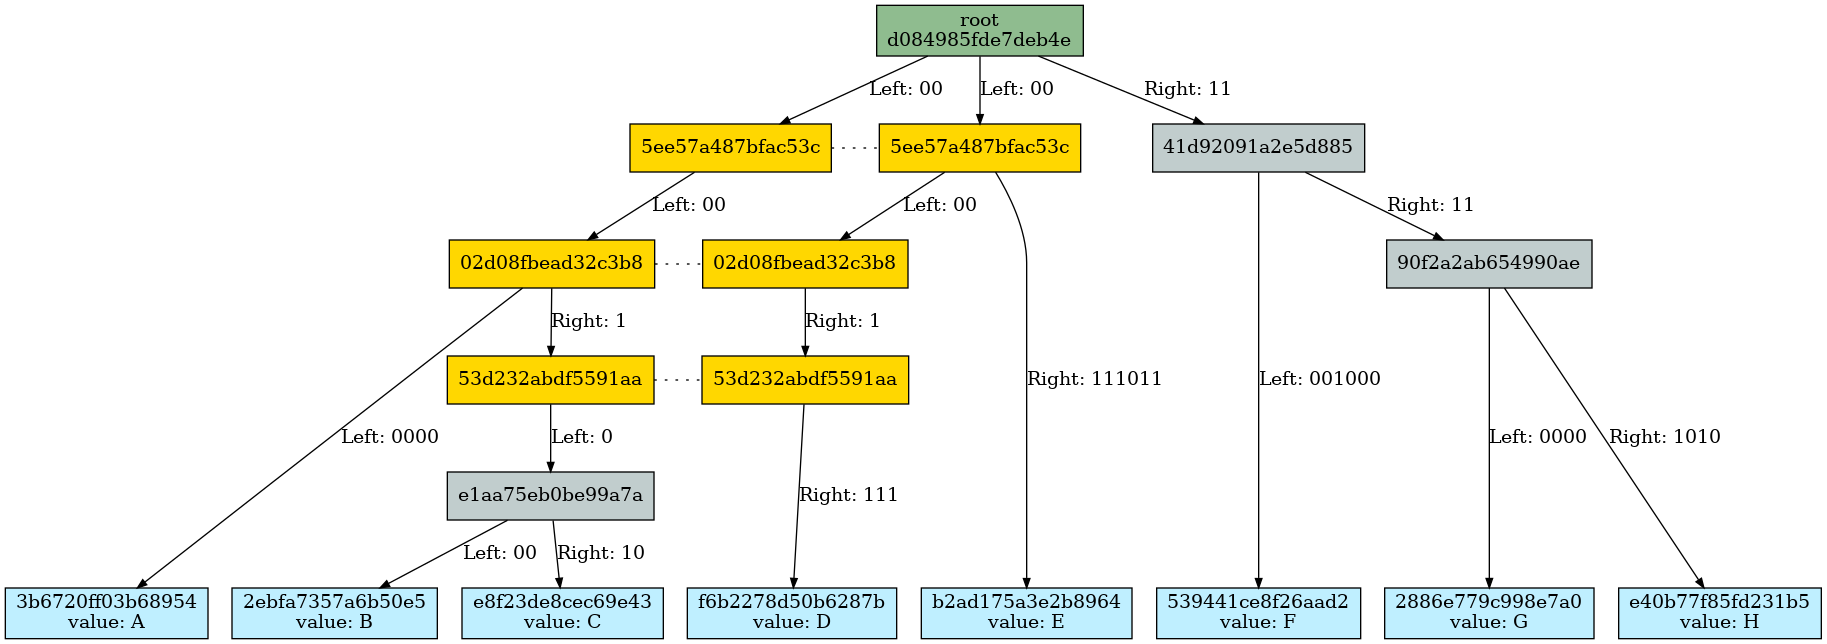 root
d084985fde7deb4e
Left: 00
Left: 00
Right: 11
5ee57a487bfac53c
5ee57a487bfac53c
41d92091a2e5d885
Left: 00
Left: 00
Right: 11
02d08fbead32c3b8
02d08fbead32c3b8
90f2a2ab654990ae
Right: 1
Right: 1
53d232abdf5591aa
53d232abdf5591aa
Right: 111011
Left: 001000
Left: 0000
Left: 0
Left: 0000
Right: 1010
e1aa75eb0be99a7a
Right: 111
Left: 00
Right: 10
3b6720ff03b68954
value: A
2ebfa7357a6b50e5
value: B
e8f23de8cec69e43
value: C
f6b2278d50b6287b
value: D
b2ad175a3e2b8964
value: E
539441ce8f26aad2
value: F
2886e779c998e7a0
value: G
e40b77f85fd231b5
value: H